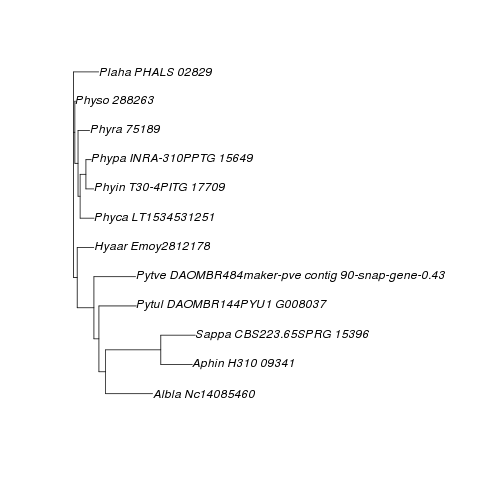 Plaha PHALS 02829
Physo 288263
Phyra 75189
Phypa INRA-310PPTG 15649
Phyin T30-4PITG 17709
Phyca LT1534531251
Hyaar Emoy2812178
Pytve DAOMBR484maker-pve contig 90-snap-gene-0.43
Pytul DAOMBR144PYU1 G008037
Sappa CBS223.65SPRG 15396
Aphin H310 09341
Albla Nc14085460